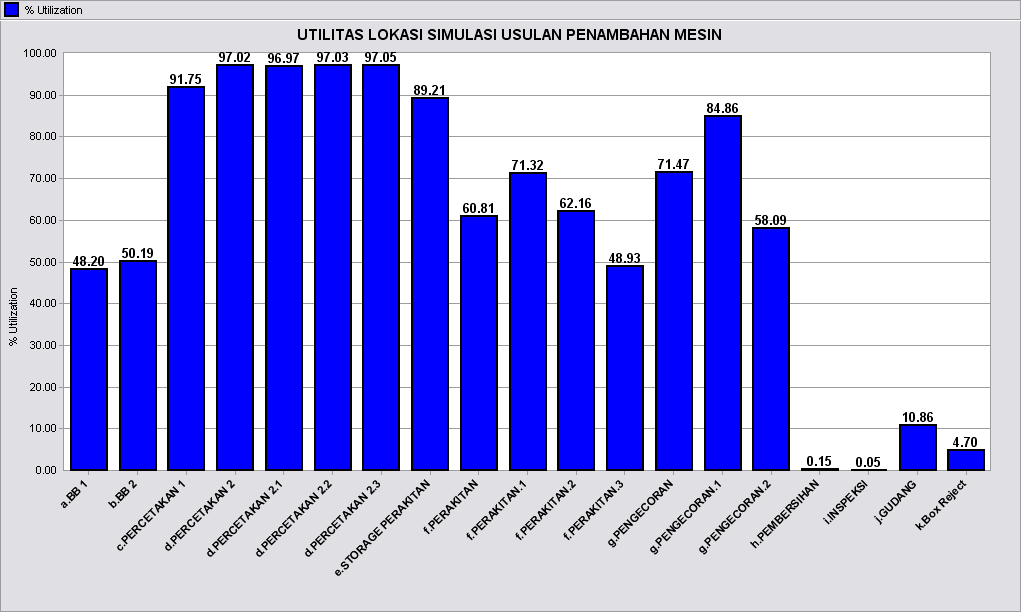 % Utilization
UTILITAS LOKASI SIMULASI USULAN PENAMBAHAN MESIN
% Utilization
100.00
90.00
80.00
70.00
60.00
50.00
40.00
30.00
20.00
10.00
0.00
48.20
50.19
91.75
97.02
96.97
97.03
97.05
89.21
60.81
71.32
62.16
48.93
71.47
84.86
58.09
0.15
0.05
10.86
4.70
a.BB 1
b.BB 2
c.PERCETAKAN 1
d.PERCETAKAN 2
d.PERCETAKAN 2.1
d.PERCETAKAN 2.2
d.PERCETAKAN 2.3
e.STORAGE PERAKITAN
f.PERAKITAN
f.PERAKITAN.1
f.PERAKITAN.2
f.PERAKITAN.3
g.PENGECORAN
g.PENGECORAN.1
g.PENGECORAN.2
h.PEMBERSIHAN
i.INSPEKSI
j.GUDANG
k.Box Reject